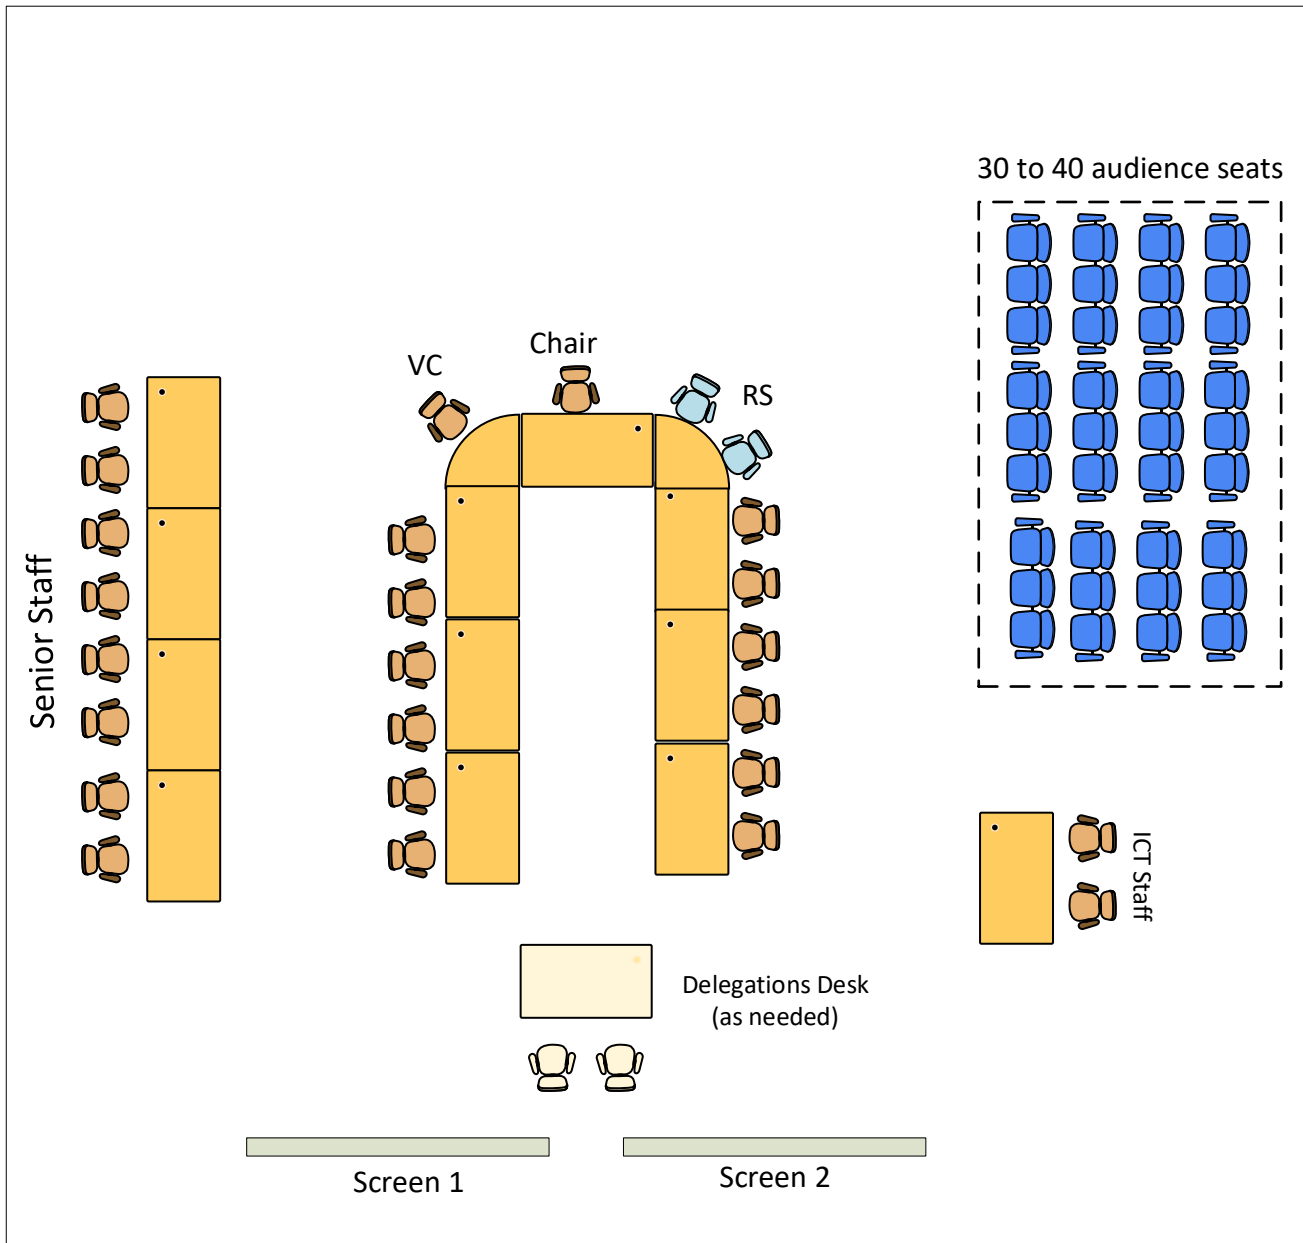 30 to 40 audience seats
Chair
VC
RS
Senior Staff
ICT Staff
Delegations Desk
(as needed)
Screen 1
Screen 2